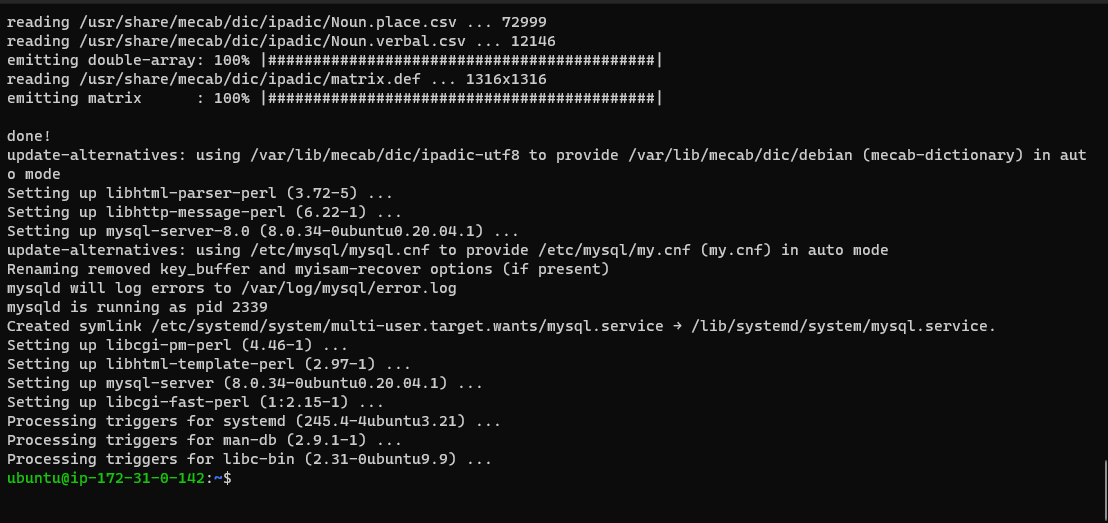 reading /usr/share/mecab/dic/ipadic/Noun.place.csv ... 72999
reading /usr/share/mecab/dic/ipadic/Noun.verbal.csv ... 12146
emitting double-array: 100% |###########################################|
reading /usr/share/mecab/dic/ipadic/matrix.def ... 1316x1316
emitting matrix      : 100% |###########################################|

done!
update-alternatives: using /var/lib/mecab/dic/ipadic-utf8 to provide /var/lib/mecab/dic/debian (mecab-dictionary) in aut
o mode
Setting up libhtml-parser-perl (3.72-5) ...
Setting up libhttp-message-perl (6.22-1) ...
Setting up mysql-server-8.0 (8.0.34-0ubuntu0.20.04.1) ...
update-alternatives: using /etc/mysql/mysql.cnf to provide /etc/mysql/my.cnf (my.cnf) in auto mode
Renaming removed key_buffer and myisam-recover options (if present)
mysqld will log errors to /var/log/mysql/error.log
mysqld is running as pid 2339
Created symlink /etc/systemd/system/multi-user.target.wants/mysql.service → /lib/systemd/system/mysql.service.
Setting up libcgi-pm-perl (4.46-1) ...
Setting up libhtml-template-perl (2.97-1) ...
Setting up mysql-server (8.0.34-0ubuntu0.20.04.1) ...
Setting up libcgi-fast-perl (1:2.15-1) ...
Processing triggers for systemd (245.4-4ubuntu3.21) ...
Processing triggers for man-db (2.9.1-1) ...
Processing triggers for libc-bin (2.31-0ubuntu9.9) ...
ubuntu@ip-172-31-0-142:~$